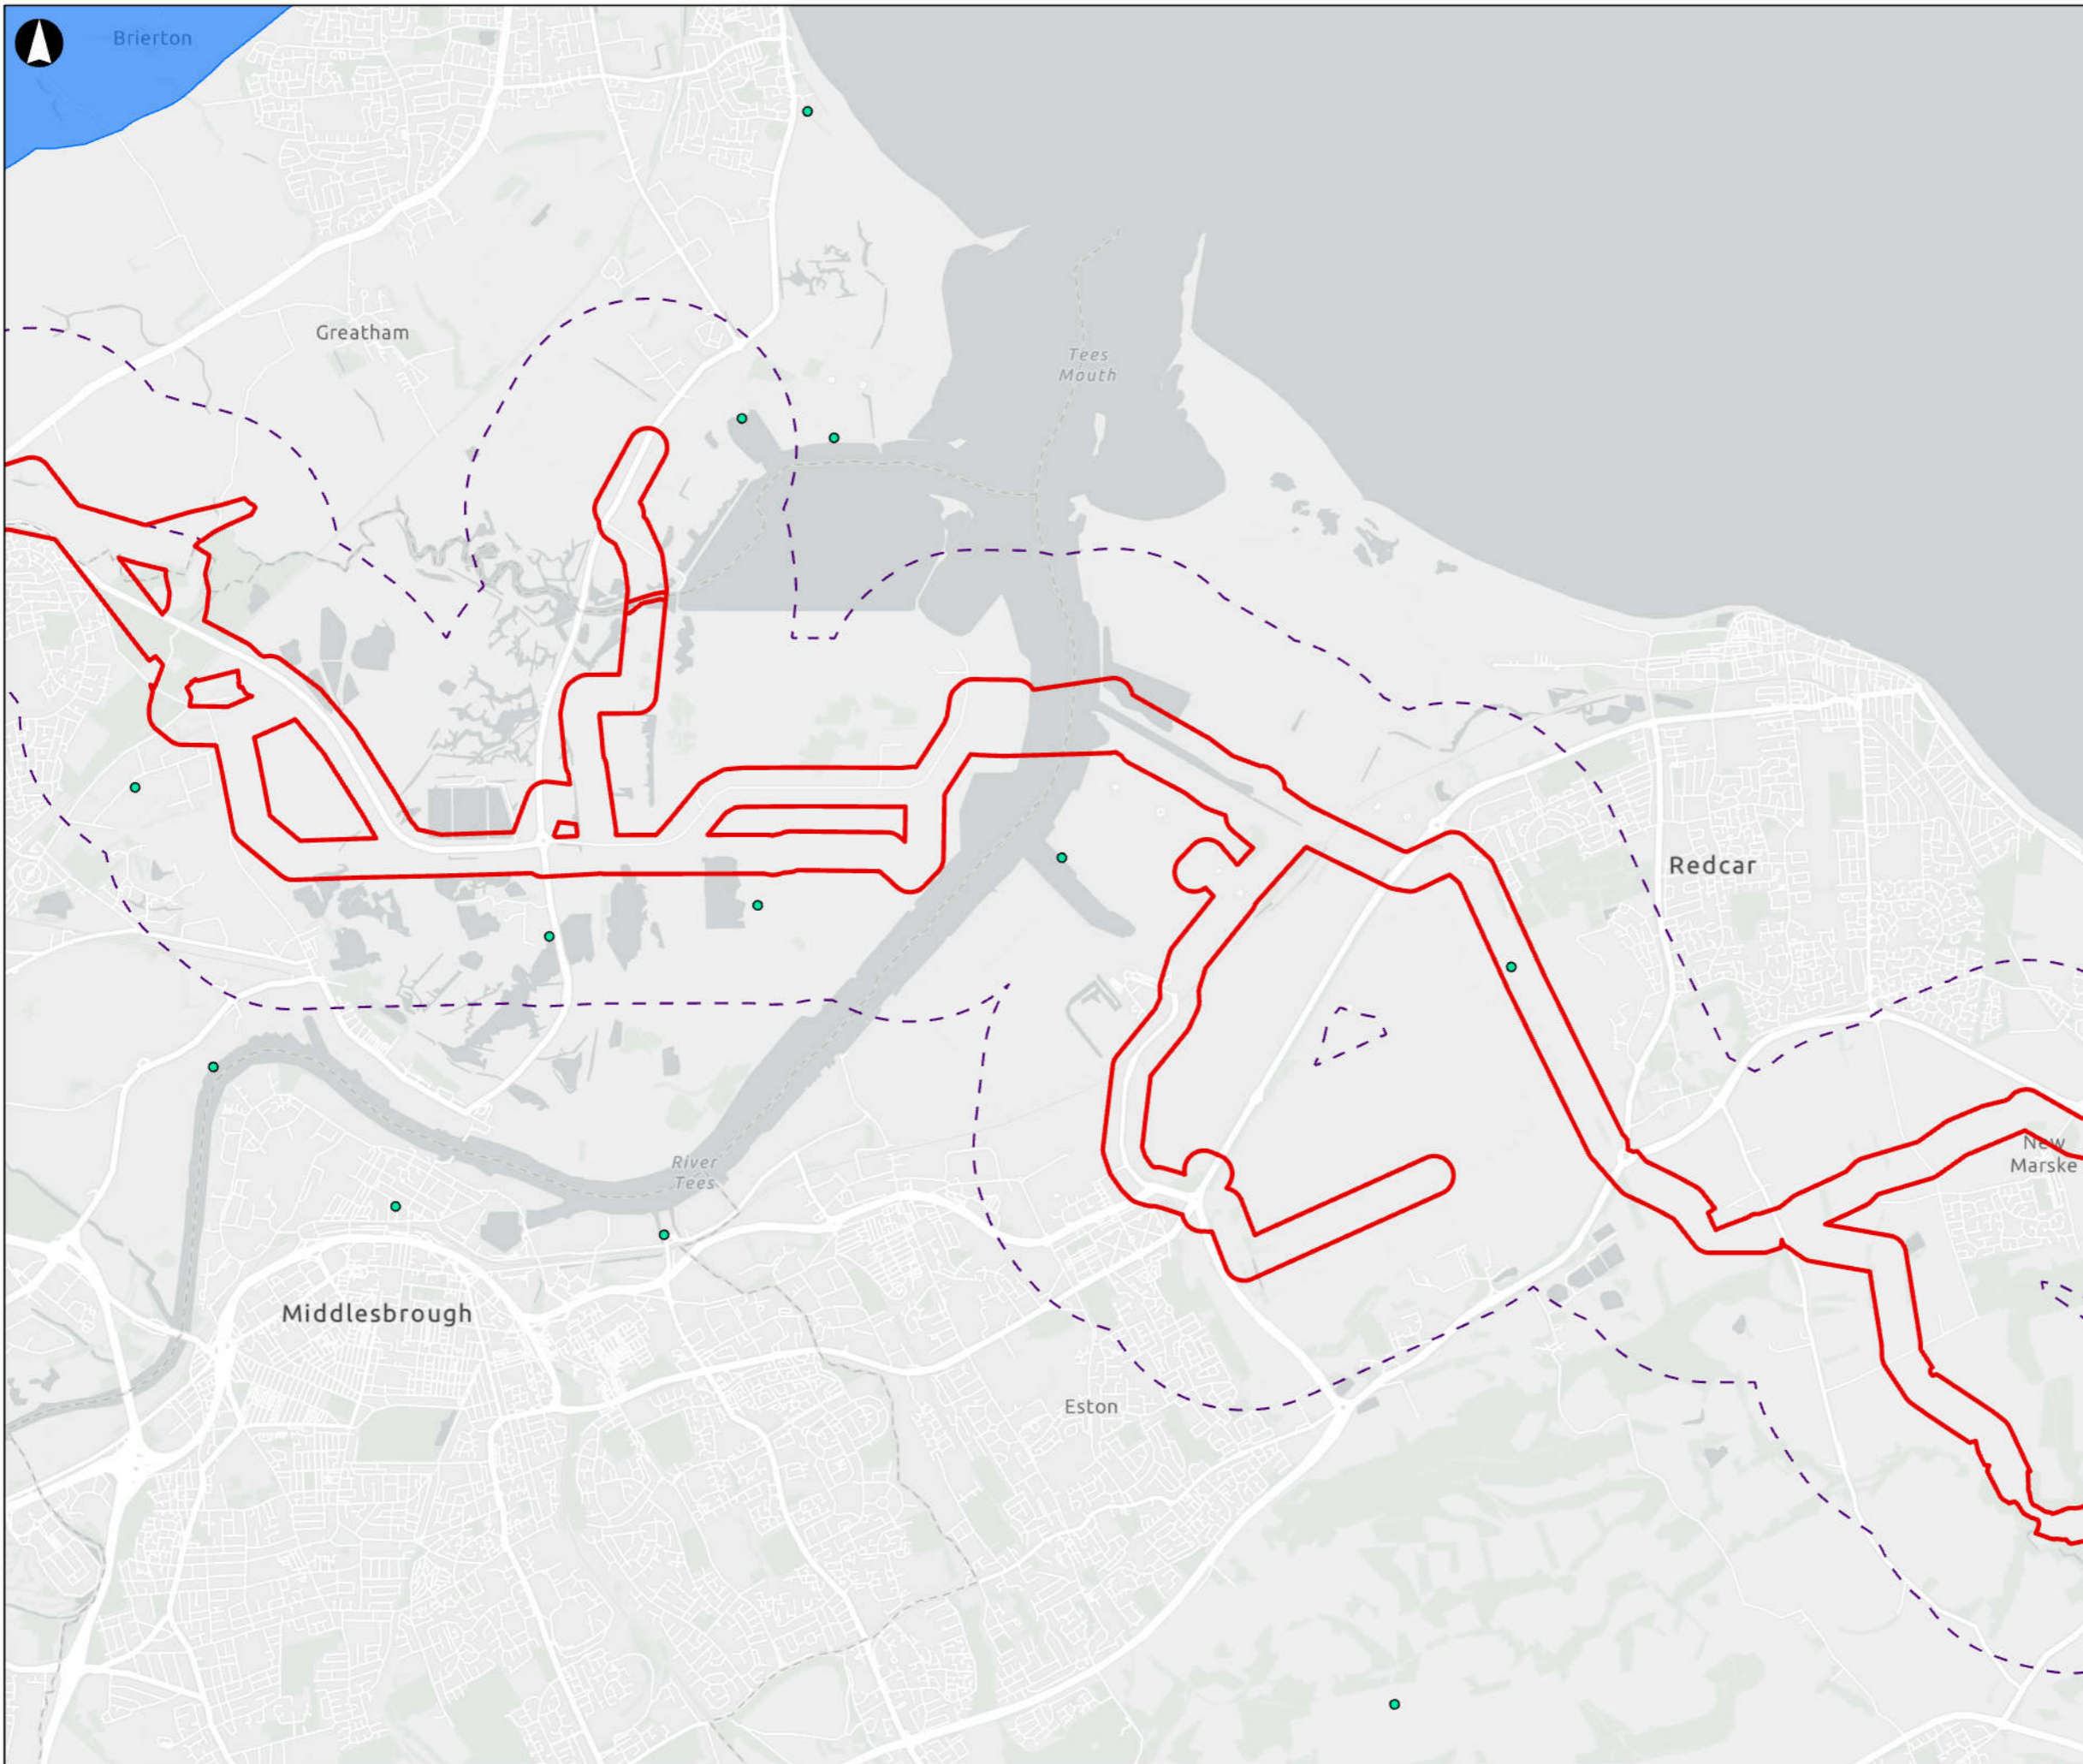 Brierton
Greatham
Tees
Mouth
Redcar
New
Marske
River
Tees
Middlesbrough
Eston